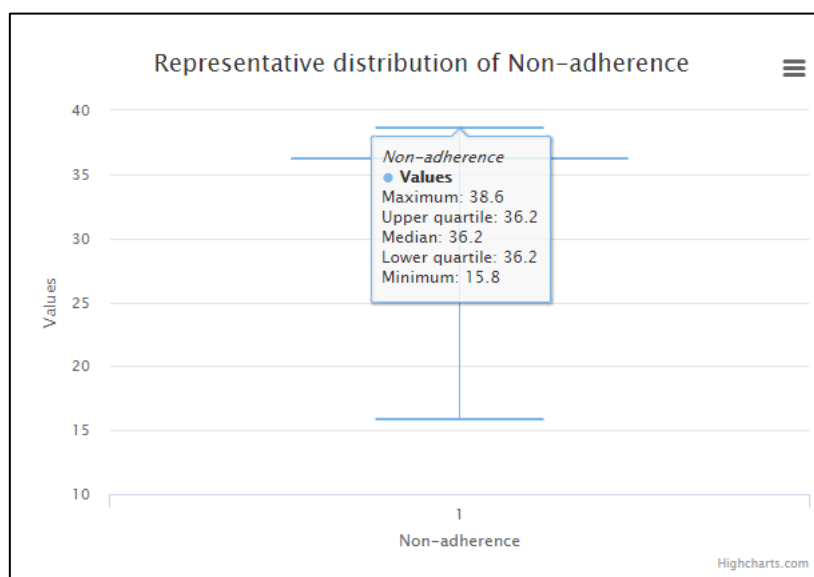 Representative distribution of Non-adherence
40
35
30
25
20
15
10
Values
Non-adherence
● Values
Maximum: 38.6
Upper quartile: 36.2
Median: 36.2
Lower quartile: 36.2
Minimum: 15.8
1
Non-adherence
Highcharts.com